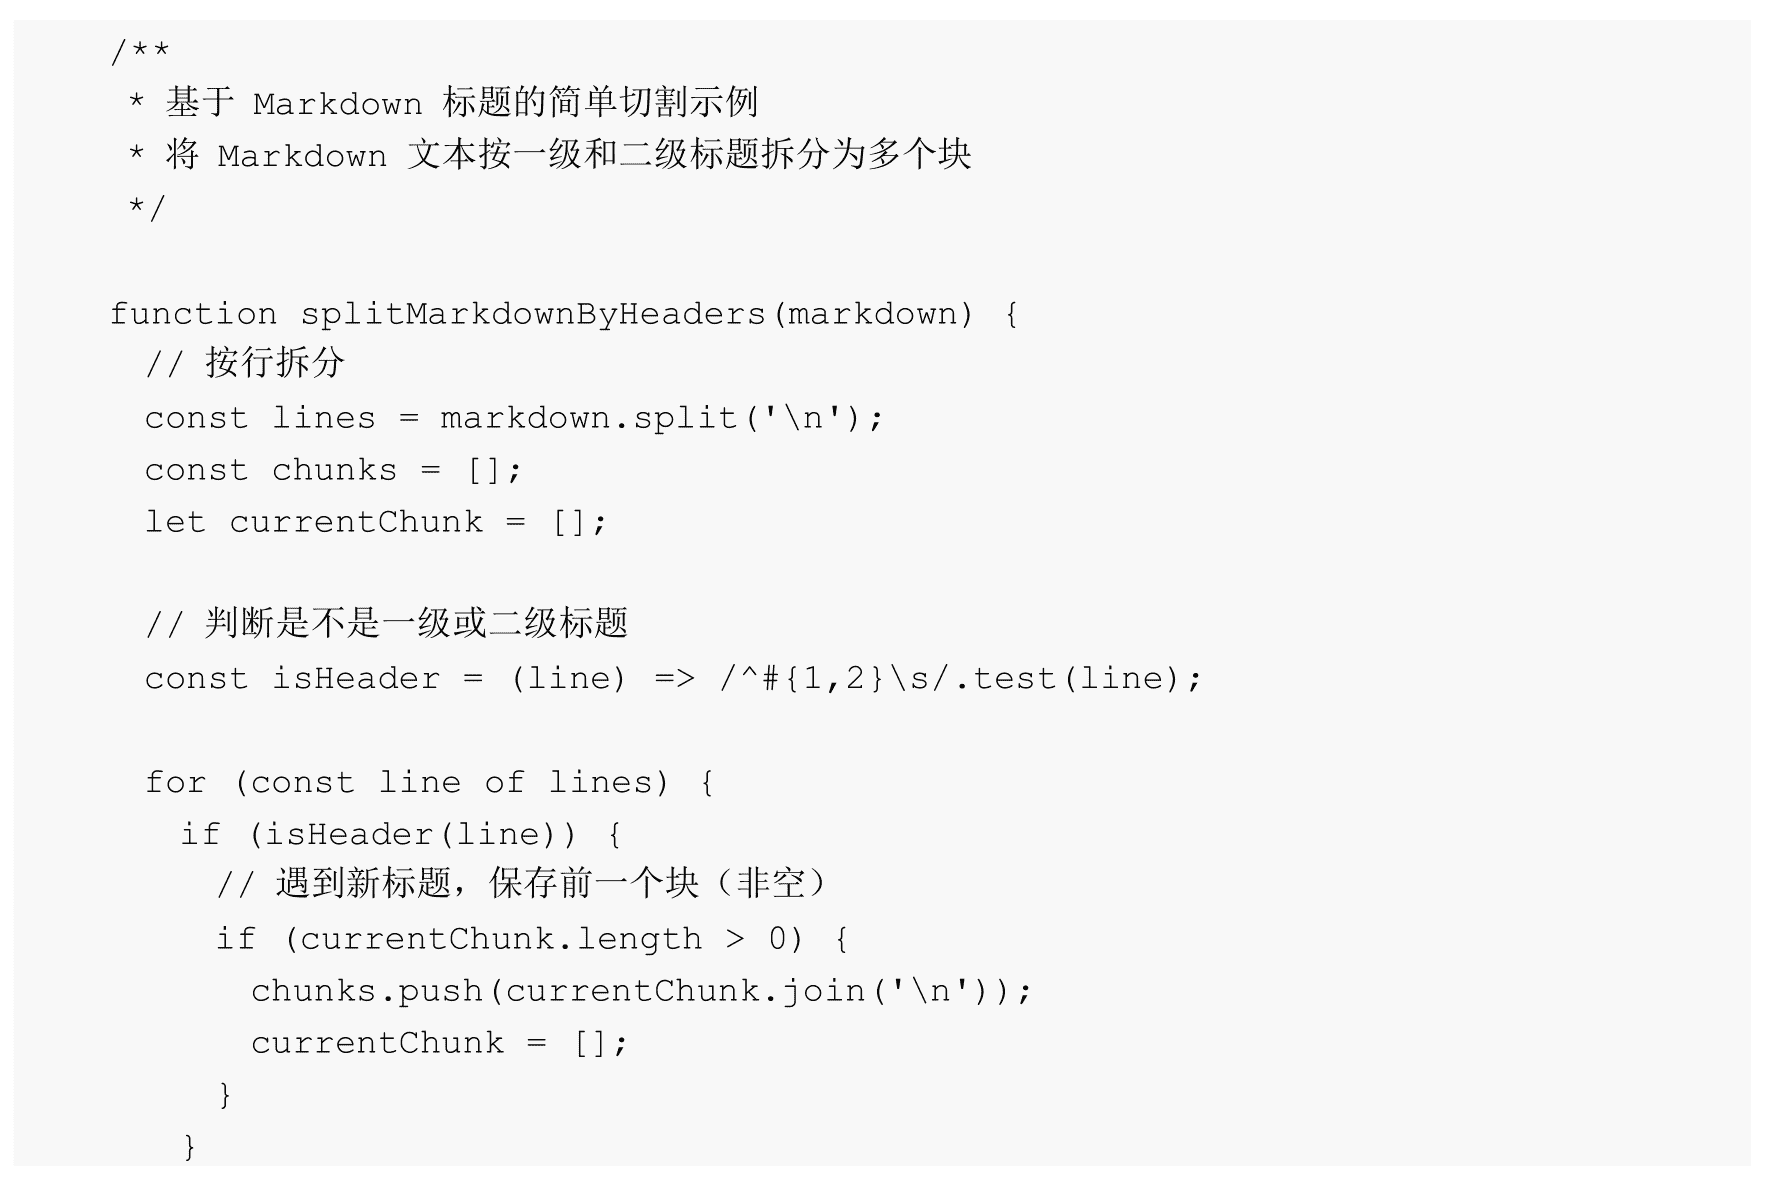 /**
 * 基于 Markdown 标题的简单切割示例
 * 将 Markdown 文本按一级和二级标题拆分为多个块
 */

function splitMarkdownByHeaders(markdown) {
  // 按行拆分
  const lines = markdown.split('\n');
  const chunks = [];
  let currentChunk = [];

  // 判断是不是一级或二级标题
  const isHeader = (line) => /^#{1,2}\s/.test(line);

  for (const line of lines) {
    if (isHeader(line)) {
      // 遇到新标题，保存前一个块（非空）
      if (currentChunk.length > 0) {
        chunks.push(currentChunk.join('\n'));
        currentChunk = [];
      }
    }